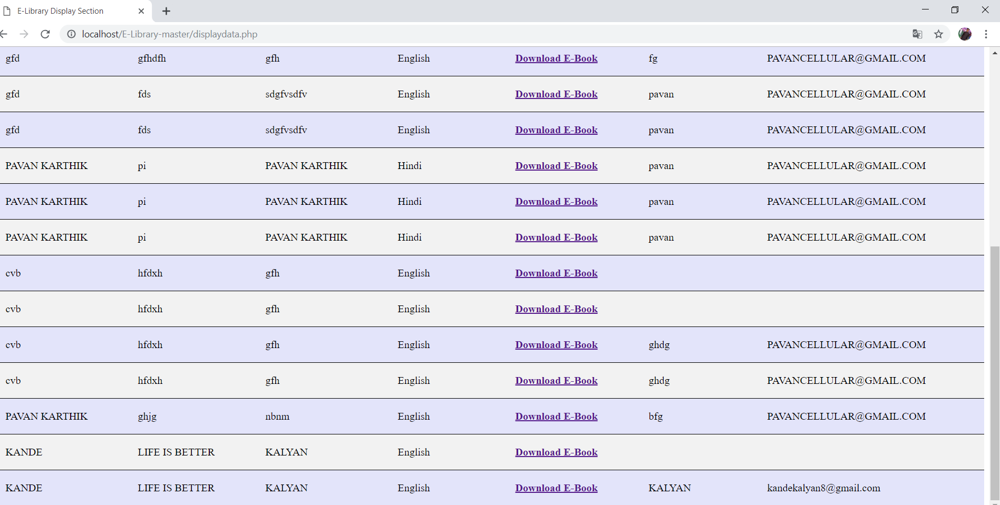 E-Library Display Section
localhost/E-Library-master/displaydata.php
gfd gfhdfh gfh English Download E-Book fg PAVANCELLULAR@GMAIL.COM
gfd fds sdgfvsdfv English Download E-Book pavan PAVANCELLULAR@GMAIL.COM
gfd fds sdgfvsdfv English Download E-Book pavan PAVANCELLULAR@GMAIL.COM
PAVAN KARTHIK pi PAVAN KARTHIK Hindi Download E-Book pavan PAVANCELLULAR@GMAIL.COM
PAVAN KARTHIK pi PAVAN KARTHIK Hindi Download E-Book pavan PAVANCELLULAR@GMAIL.COM
PAVAN KARTHIK pi PAVAN KARTHIK Hindi Download E-Book pavan PAVANCELLULAR@GMAIL.COM
cvb hfdxh gfh English Download E-Book
cvb hfdxh gfh English Download E-Book
cvb hfdxh gfh English Download E-Book ghdg PAVANCELLULAR@GMAIL.COM
cvb hfdxh gfh English Download E-Book ghdg PAVANCELLULAR@GMAIL.COM
PAVAN KARTHIK ghjg nbnm English Download E-Book bfg PAVANCELLULAR@GMAIL.COM
KANDE LIFE IS BETTER KALYAN English Download E-Book
KANDE LIFE IS BETTER KALYAN English Download E-Book KALYAN kandekalyan8@gmail.com